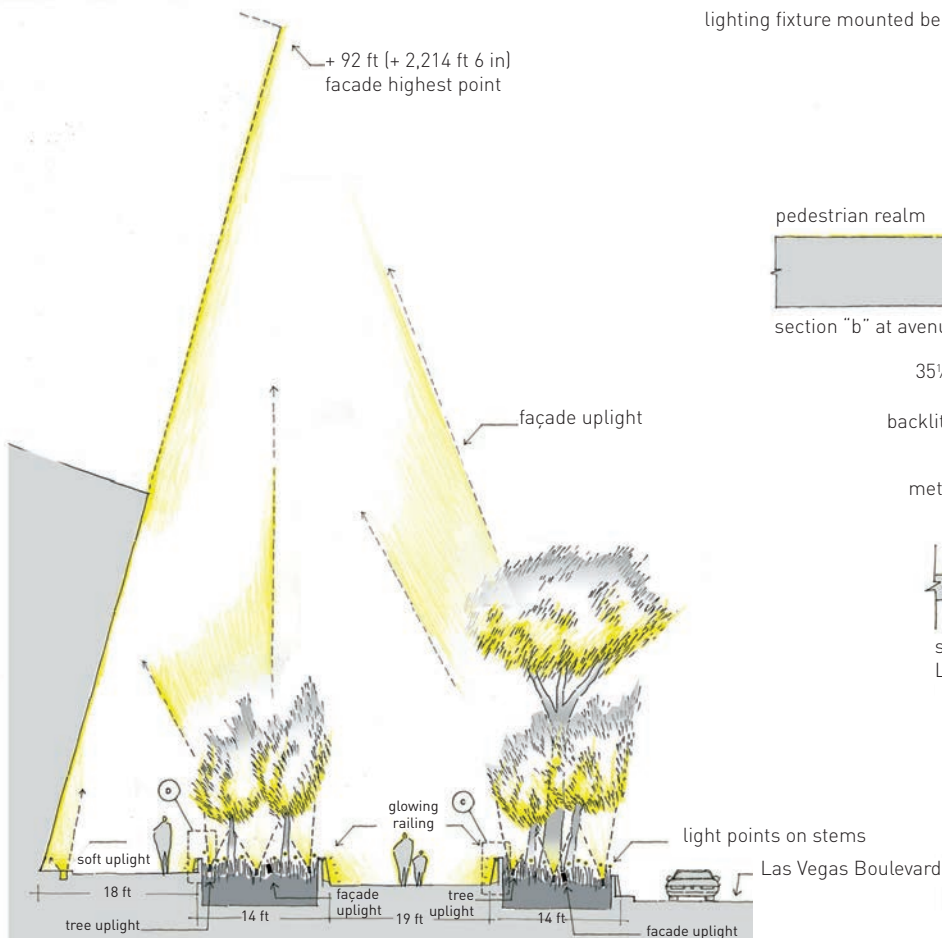 lighting fixture mounted be
+ 92 ft (+ 2,214 ft 6 in)
facade highest point
pedestrian realm
section "b" at avenu
35½
backlit
met
façade uplight
s
L
glowing
railing
light points on stems
soft uplight
Las Vegas Boulevard
18 ft
tree uplight
14 ft
façade
uplight
19 ft
tree
uplight
14 ft
facade uplight